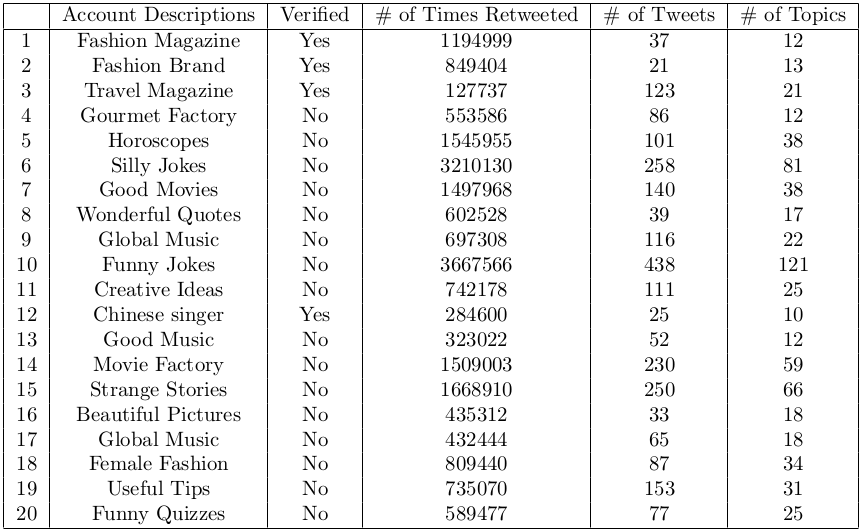 Account Descriptions Verified # of Times Retweeted # of Tweets # of Topics
1 Fashion Magazine Yes 1194999 37 12
2 Fashion Brand Yes 849404 21 13
3 Travel Magazine Yes 127737 123 21
4 Gourmet Factory No 553586 86 12
5 Horoscopes No 1545955 101 38
6 Silly Jokes No 3210130 258 81
7 Good Movies No 1497968 140 38
8 Wonderful Quotes No 602528 39 17
9 Global Music No 697308 116 22
10 Funny Jokes No 3667566 438 121
11 Creative Ideas No 742178 111 25
12 Chinese singer Yes 284600 25 10
13 Good Music No 323022 52 12
14 Movie Factory No 1509003 230 59
15 Strange Stories No 1668910 250 66
16 Beautiful Pictures No 435312 33 18
17 Global Music No 432444 65 18
18 Female Fashion No 809440 87 34
19 Useful Tips No 735070 153 31
20 Funny Quizzes No 589477 77 25